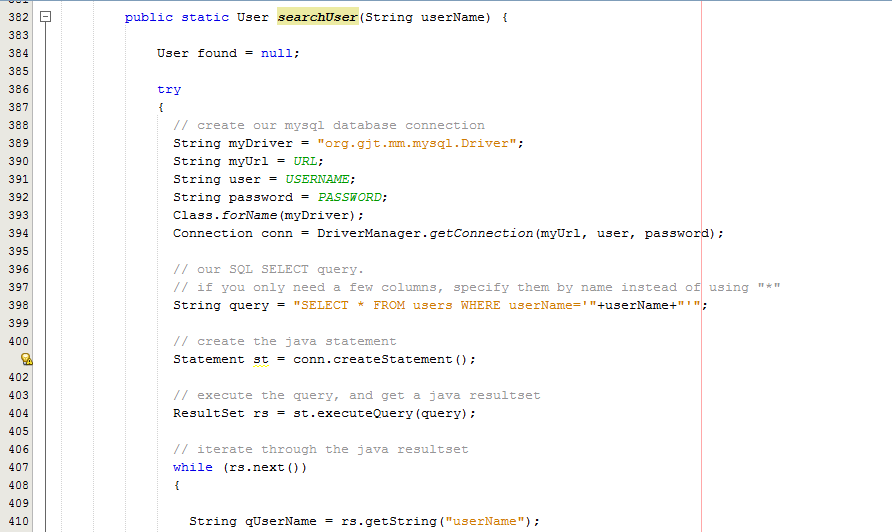 382 public static User searchUser(String userName) {
383
384 User found = null;
385
386 try
387 {
388 // create our mysql database connection
389 String myDriver = "org.gjt.mm.mysql.Driver";
390 String myUrl = URL;
391 String user = USERNAME;
392 String password = PASSWORD;
393 Class.forName(myDriver);
394 Connection conn = DriverManager.getConnection(myUrl, user, password);
395
396 // our SQL SELECT query.
397 // if you only need a few columns, specify them by name instead of using "*"
398 String query = "SELECT * FROM users WHERE userName='"+userName+"'";
399
400 // create the java statement
Statement st = conn.createStatement();
402
403 // execute the query, and get a java resultset
404 ResultSet rs = st.executeQuery(query);
405
406 // iterate through the java resultset
407 while (rs.next())
408 {
409
410 String qUserName = rs.getString("userName");